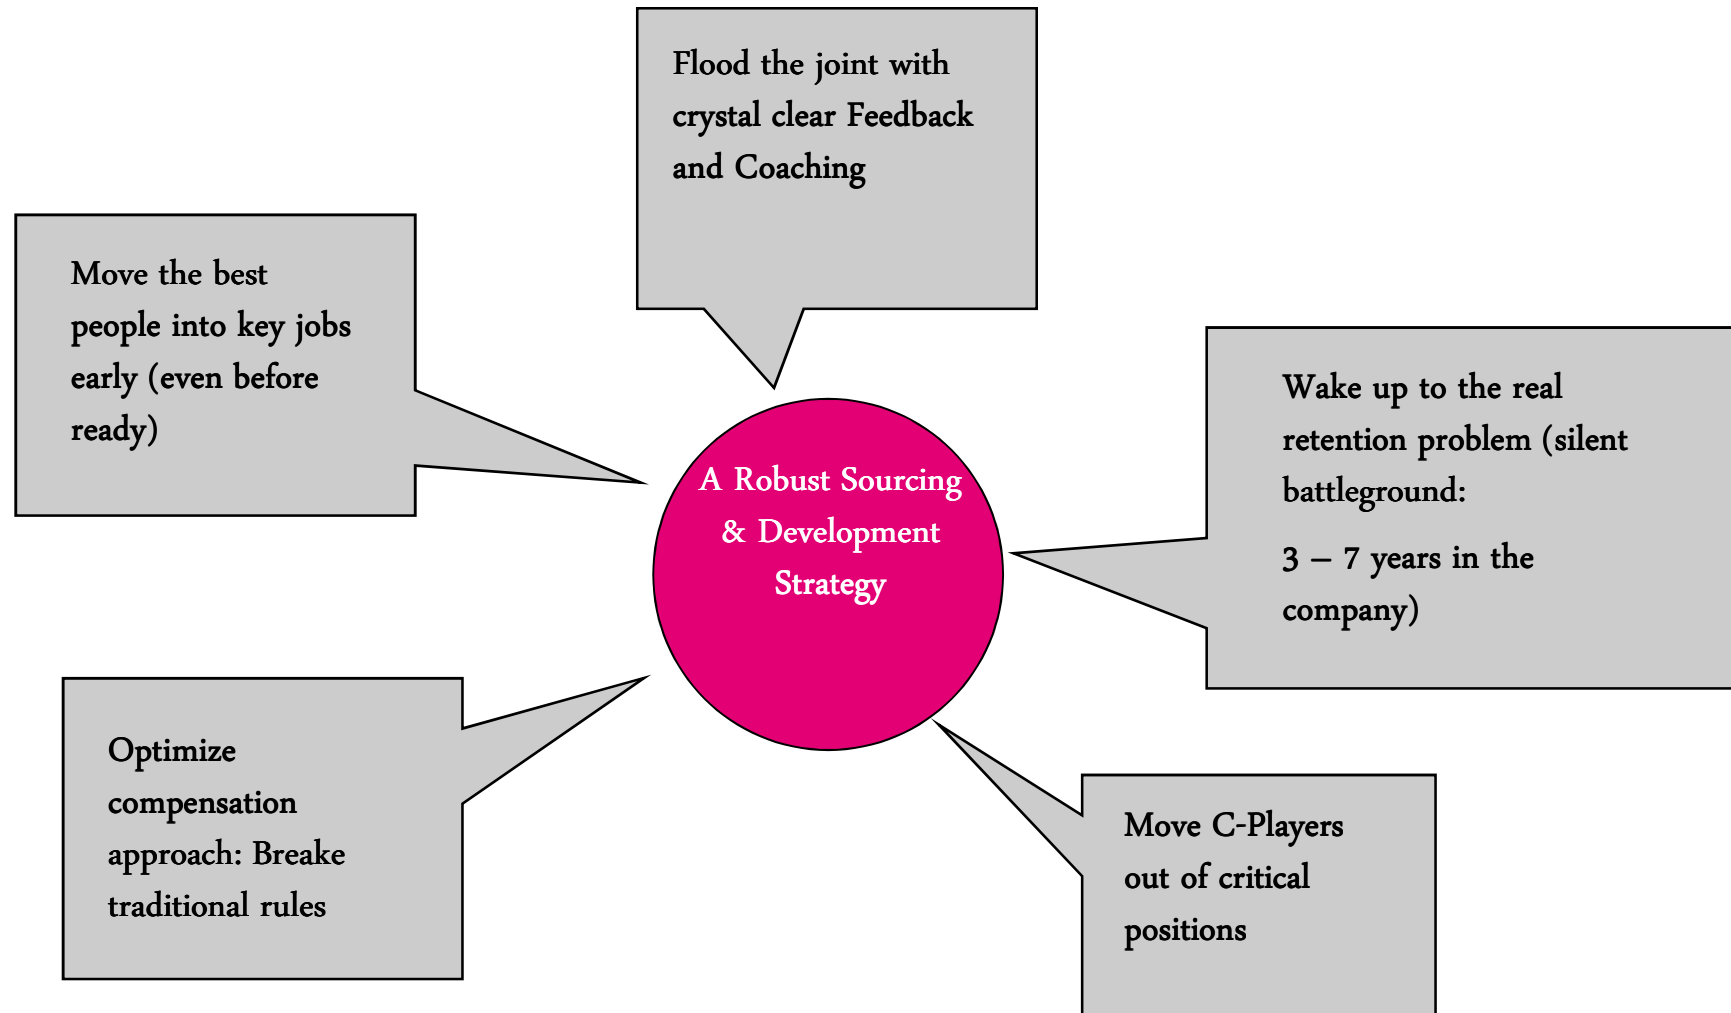 Flood the joint with
crystal clear Feedback
and Coaching
Move the best
people into key jobs
early (even before
ready)
Wake up to the real
retention problem (silent
battleground:
3 – 7 years in the
company)
A Robust Sourcing
& Development
Strategy
Optimize
compensation
approach: Breake
traditional rules
Move C-Players
out of critical
positions